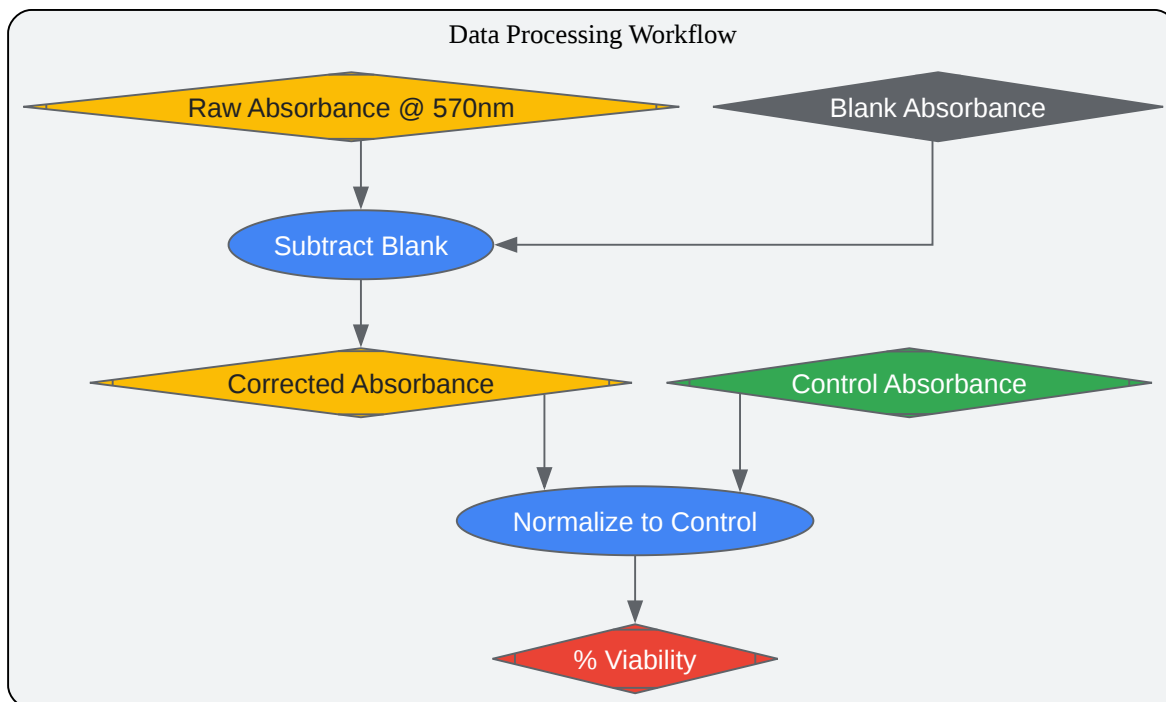 Data Processing Workflow
Raw Absorbance @ 570nm
Blank Absorbance
Subtract Blank
Corrected Absorbance
Control Absorbance
Normalize to Control
% Viability